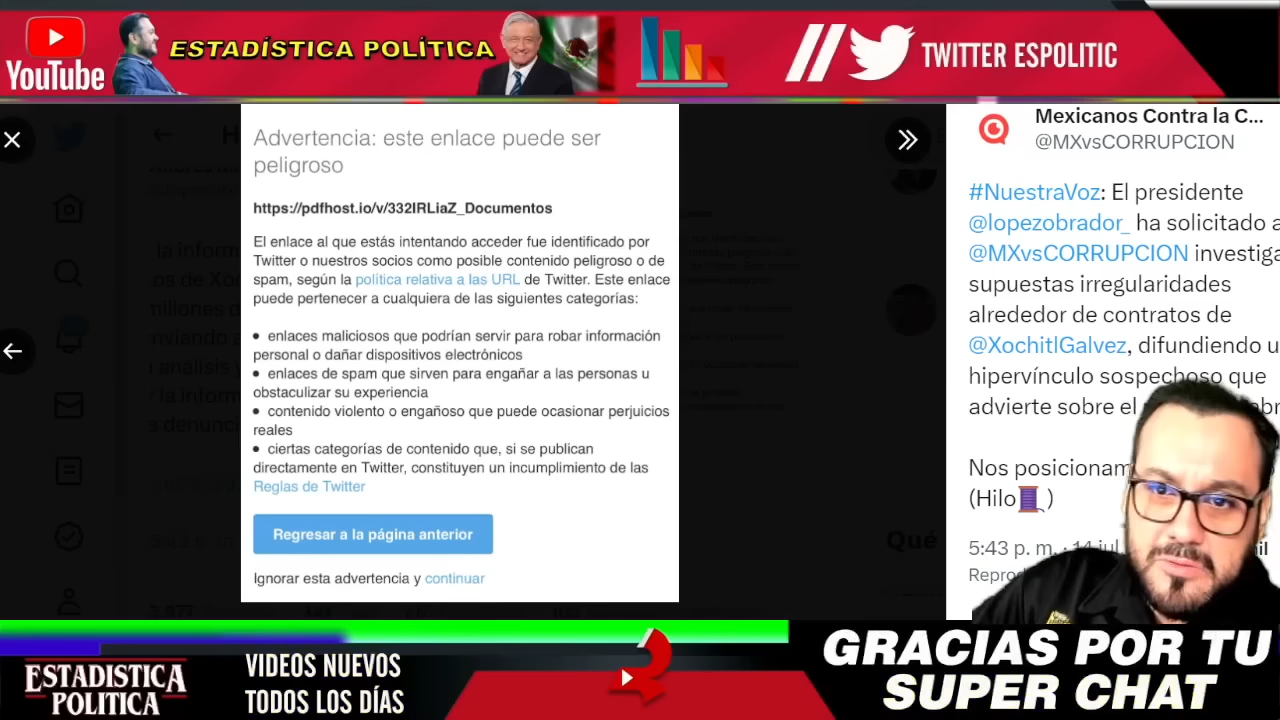 YouTube
ESTADÍSTICA POLÍTICA
TWITTER ESPOLITIC
Advertencia: este enlace puede ser
peligroso
https://pdfhost.io/v/332IRLiaZ_Documentos
El enlace al que estás intentando acceder fue identificado por
Twitter o nuestros socios como posible contenido peligroso o de
spam, según la política relativa a las URL de Twitter. Este enlace
puede pertenecer a cualquiera de las siguientes categorías:
• enlaces maliciosos que podrían servir para robar información
personal o dañar dispositivos electrónicos
• enlaces de spam que sirven para engañar a las personas u
obstaculizar su experiencia
• contenido violento o engañoso que puede ocasionar perjuicios
reales
• ciertas categorías de contenido que, si se publican
directamente en Twitter, constituyen un incumplimiento de las
Reglas de Twitter
Regresar a la página anterior
Ignorar esta advertencia y continuar
Mexicanos Contra la C...
@MXvsCORRUPCION
#NuestraVoz: El presidente
@lopezobrador_ ha solicitado a
@MXvsCORRUPCION investiga
supuestas irregularidades
alrededor de contratos de
@XochitlGalvez, difundiendo u
hipervínculo sospechoso que
advierte sobre el
Nos posicionam
(Hilo🧵)
5:43 p. m. · 14 jul
Reprod
Qué
ESTADISTICA
POLITICA
VIDEOS NUEVOS
TODOS LOS DÍAS
GRACIAS POR TU
SUPER CHAT